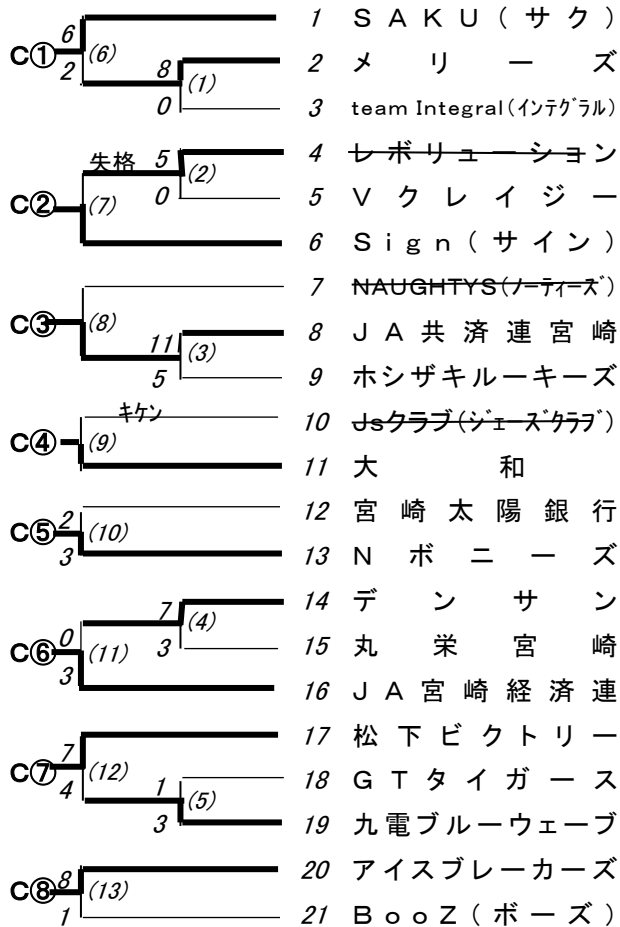 1 SAKU(サク)
6
C① (6)
2 メリーズ
2 8 (1)
0 3 team Integral(インテグラル)
4 レボリューション
失格 5 (2)
0 5 Vクレイジー
C② (7)
6 Sign(サイン)
7 NAUGHTYS(ノーティーズ)
C③ (8)
8 JA共済連宮崎
11 (3)
5 9 ホシザキルーキーズ
キケン 10 Jsクラブ(ジェーズクラブ)
C④ (9)
11 大和
12 宮崎太陽銀行
2
C⑤ (10)
3 13 Nボニーズ
14 デンサン
7 (4)
3 15 丸栄宮崎
0
C⑥ (11)
3 16 JA宮崎経済連
17 松下ビクトリー
7
C⑦ (12)
4 1 18 GTタイガース
(5)
3 19 九電ブルーウェーブ
20 アイスブレーカーズ
8
C⑧ (13)
1 21 BooZ(ボーズ)